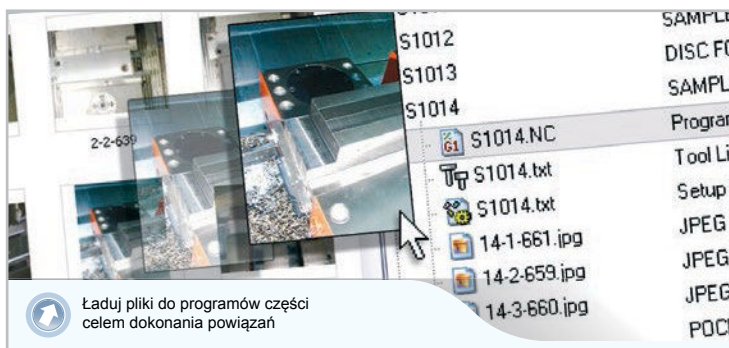 2-2-639
S1012
S1013
S1014
S1014.NC
S1014.txt
S1014.txt
14-1-661.jpg
14-2-659.jpg
14-3-660.jpg
SAMPLE
DISC FO
SAMPL
Program
Tool Li
Setup
JPEG
JPEG
JPEG
Ładuj pliki do programów części
celem dokonania powiązań